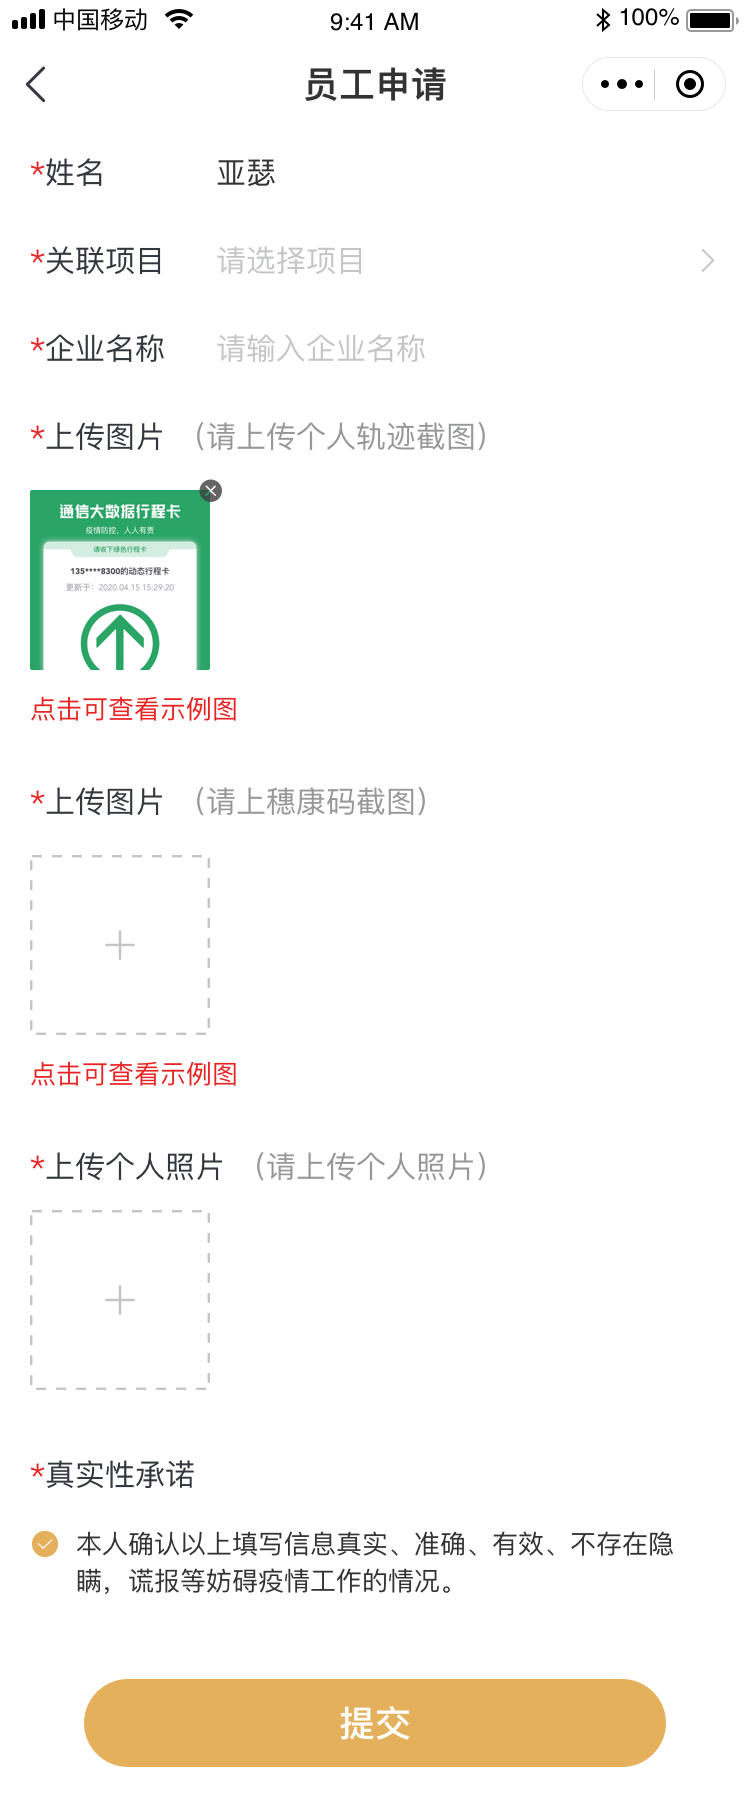 中国移动 9:41 AM 100%
员工申请
*姓名 亚瑟
*关联项目 请选择项目
*企业名称 请输入企业名称
*上传图片 （请上传个人轨迹截图）
通信大数据行程卡
疫情防控，人人有责
请收下绿色行程卡
135****8300的动态行程卡
更新于：2020.04.15 15:29:20
点击可查看示例图
*上传图片 （请上穗康码截图）
点击可查看示例图
*上传个人照片 （请上传个人照片）
*真实性承诺
本人确认以上填写信息真实、准确、有效、不存在隐
瞒，谎报等妨碍疫情工作的情况。
提交